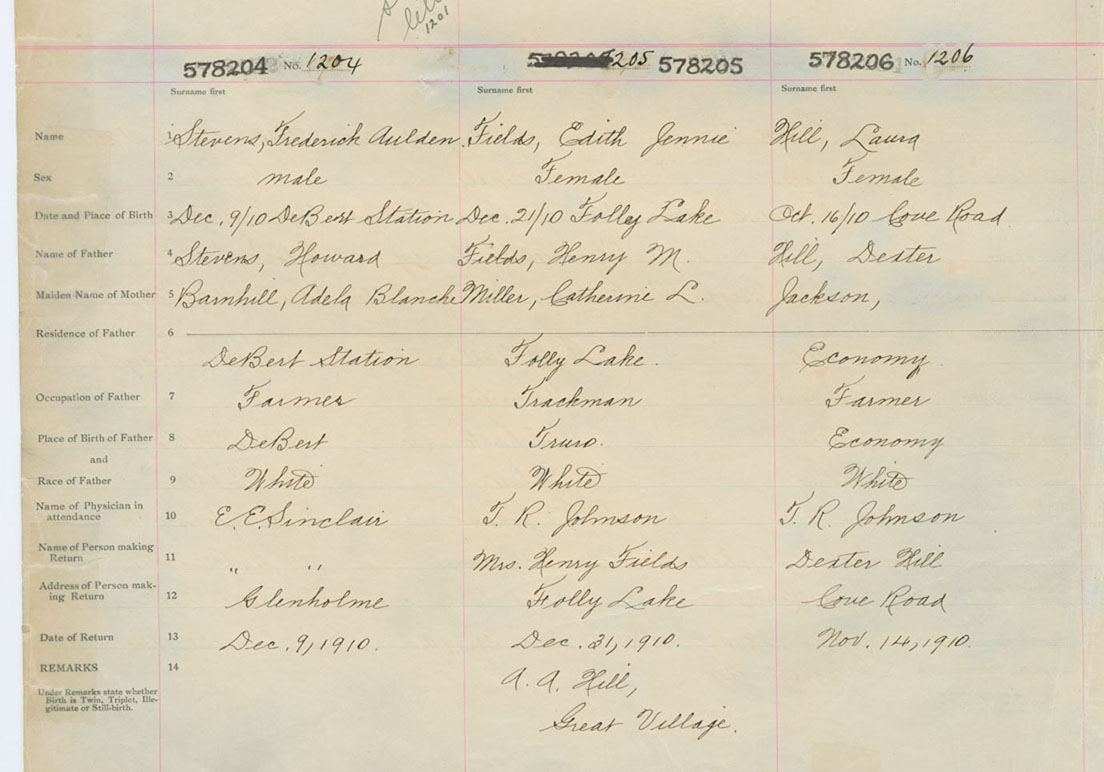 1201
578204 No. 1204 205 578205 578206 No. 1206
Surname first Surname first Surname first
Name 1 Stevens, Frederick Aulden. Fields, Edith Jennie Hill, Laura
Sex 2 male Female Female
Date and Place of Birth 3 Dec. 9/10 DeBert Station Dec. 21/10 Folly Lake Oct. 16/10 Cove Road.
Name of Father 4 Stevens, Howard Fields, Henry M. Hill, Dexter
Maiden Name of Mother 5 Barnhill, Adela Blanche Miller, Catherine L. Jackson,
Residence of Father 6
DeBert Station Folly Lake. Economy.
Occupation of Father 7 Farmer Trackman Farmer
Place of Birth of Father 8 DeBert Truro. Economy
and
Race of Father 9 White White White
Name of Physician in
attendance 10 E. E. Sinclair T. R. Johnson T. R. Johnson
Name of Person making
Return 11 " " Mrs. Henry Fields Dexter Hill
Address of Person mak-
ing Return 12 Glenholme Folly Lake Cove Road
Date of Return 13 Dec. 9, 1910. Dec. 31, 1910. Nov. 14, 1910.
REMARKS 14 A. A. Hill,
Under Remarks state whether
Birth is Twin, Triplet, Ille-
gitimate or Still-birth.
Great Village.